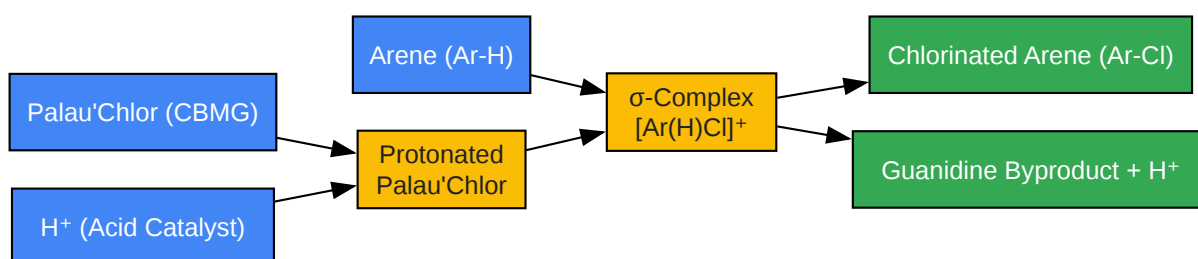 Arene (Ar-H)
Chlorinated Arene (Ar-Cl)
Palau'Chlor (CBMG)
σ-Complex
[Ar(H)Cl]⁺
Protonated
Palau'Chlor
Guanidine Byproduct + H⁺
H⁺ (Acid Catalyst)